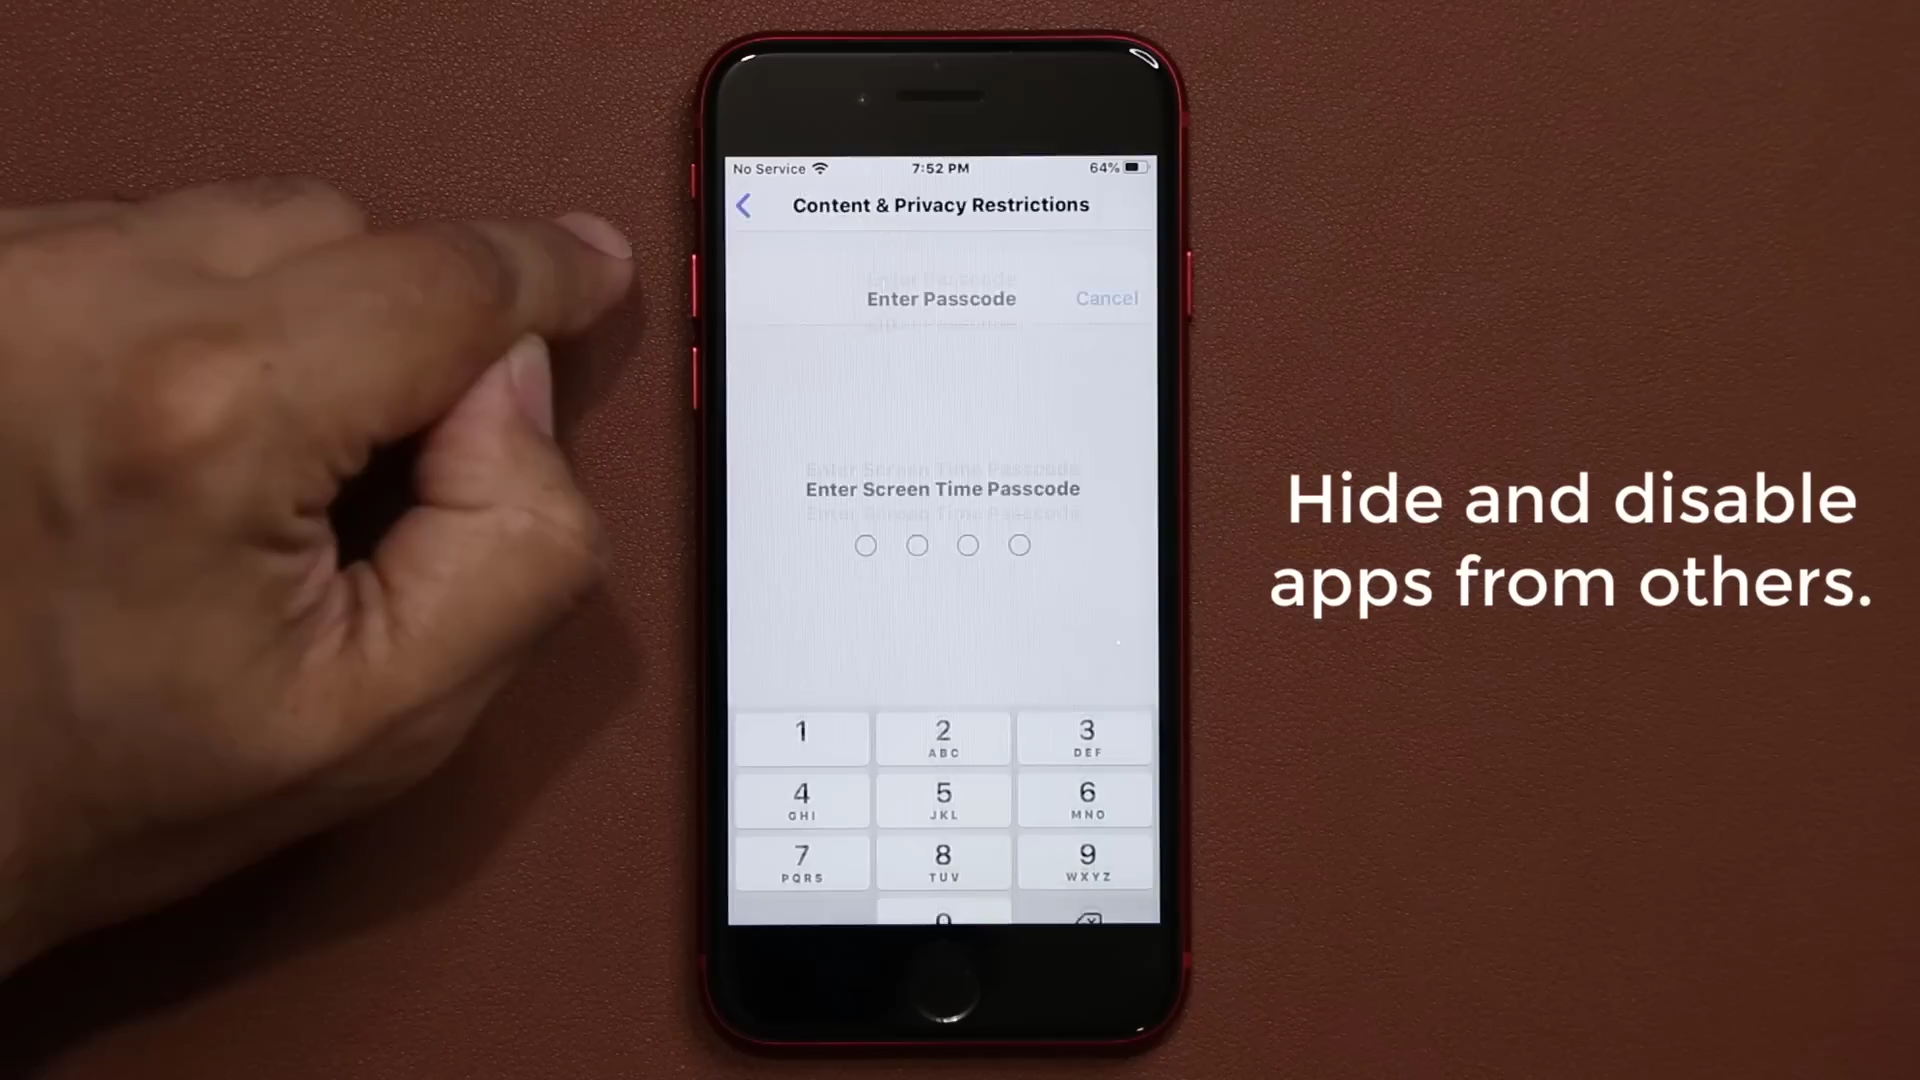 No Service 7:52 PM 64%
Content & Privacy Restrictions
Enter Passcode Cancel
Enter Screen Time Passcode
1 2 3
ABC DEF
4 5 6
GHI JKL MNO
7 8 9
PQRS TUV WXYZ
0
Hide and disable
apps from others.